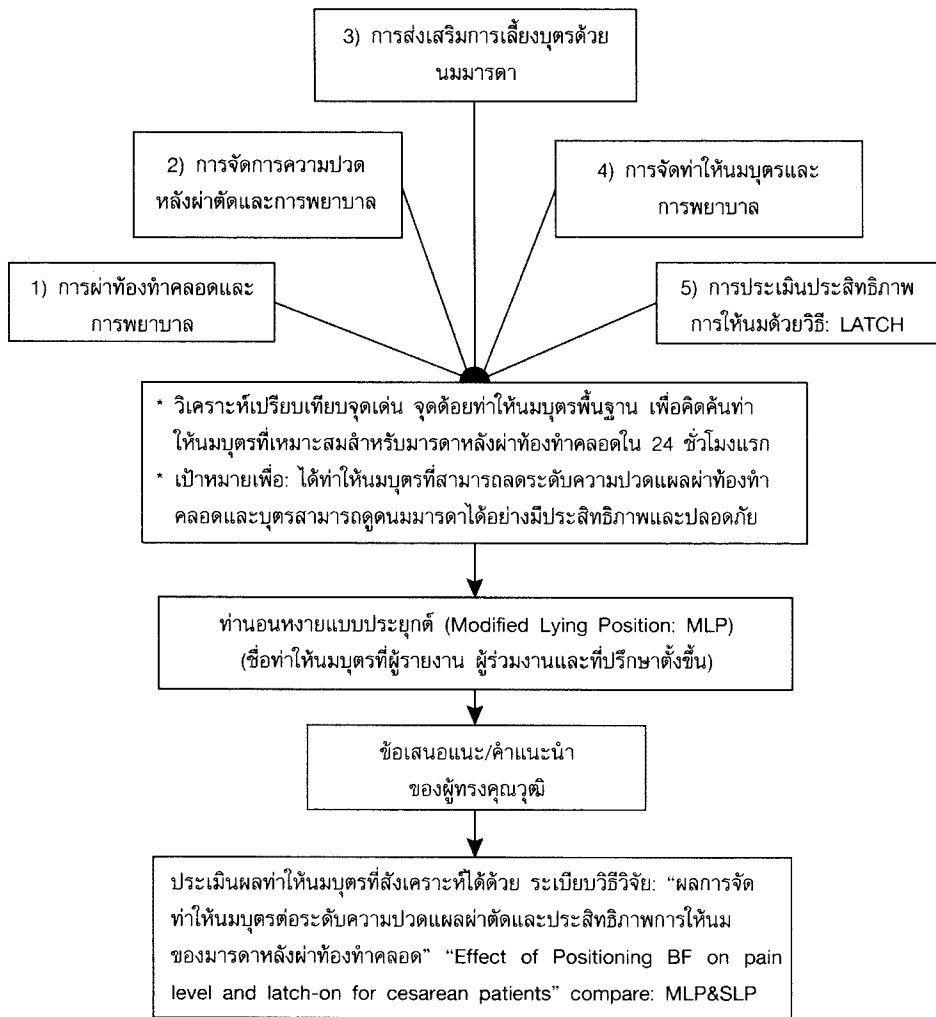 3) การส่งเสริมการเลี้ยงบุตรด้วย
นมมารดา
2) การจัดการความปวด
หลังผ่าตัดและการพยาบาล
4) การจัดท่าให้นมบุตรและ
การพยาบาล
1) การผ่าท้องทำคลอดและ
การพยาบาล
5) การประเมินประสิทธิภาพ
การให้นมด้วยวิธี: LATCH
* วิเคราะห์เปรียบเทียบจุดเด่น จุดด้อยท่าให้นมบุตรพื้นฐาน เพื่อคิดค้นท่า
ให้นมบุตรที่เหมาะสมสำหรับมารดาหลังผ่าท้องทำคลอดใน 24 ชั่วโมงแรก
* เป้าหมายเพื่อ: ได้ท่าให้นมบุตรที่สามารถลดระดับความปวดแผลผ่าท้องทำ
คลอดและบุตรสามารถดูดนมมารดาได้อย่างมีประสิทธิภาพและปลอดภัย
ท่านอนหงายแบบประยุกต์ (Modified Lying Position: MLP)
(ชื่อท่าให้นมบุตรที่ผู้รายงาน ผู้ร่วมงานและที่ปรึกษาตั้งขึ้น)
ข้อเสนอแนะ/คำแนะนำ
ของผู้ทรงคุณวุฒิ
ประเมินผลท่าให้นมบุตรที่สังเคราะห์ได้ด้วย ระเบียบวิธีวิจัย: “ผลการจัด
ท่าให้นมบุตรต่อระดับความปวดแผลผ่าตัดและประสิทธิภาพการให้นม
ของมารดาหลังผ่าท้องทำคลอด” “Effect of Positioning BF on pain
level and latch-on for cesarean patients” compare: MLP&SLP